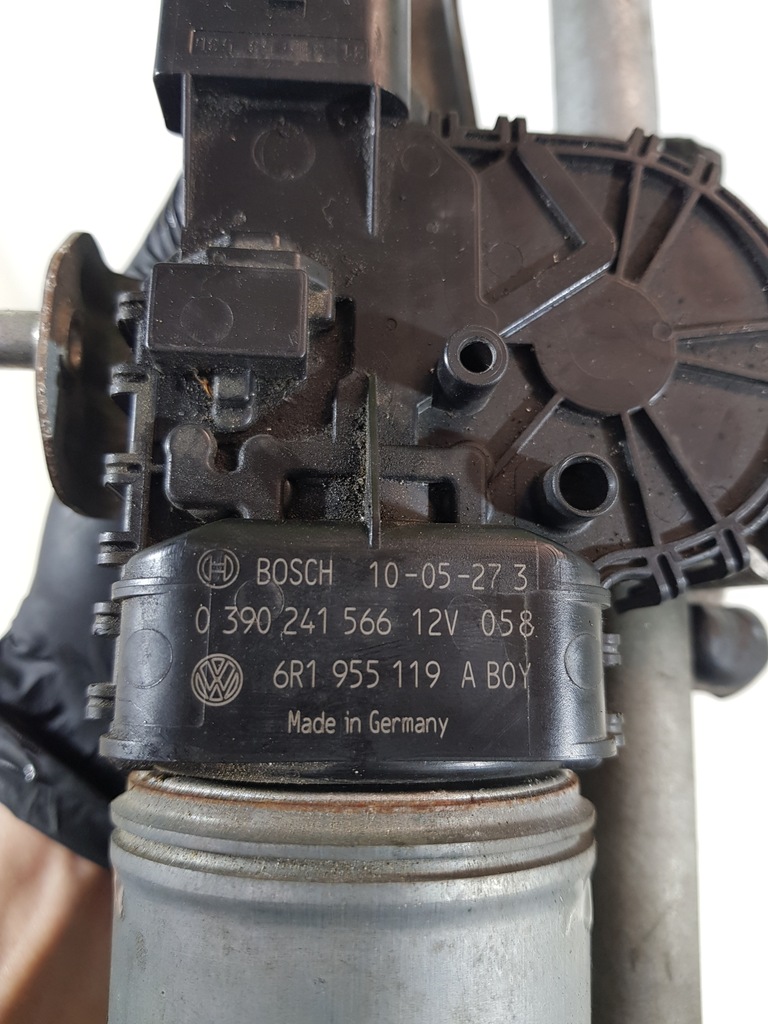 BOSCH 10-05-27 3
0 390 241 566 12V 058
6R1 955 119 A BOY
Made in Germany